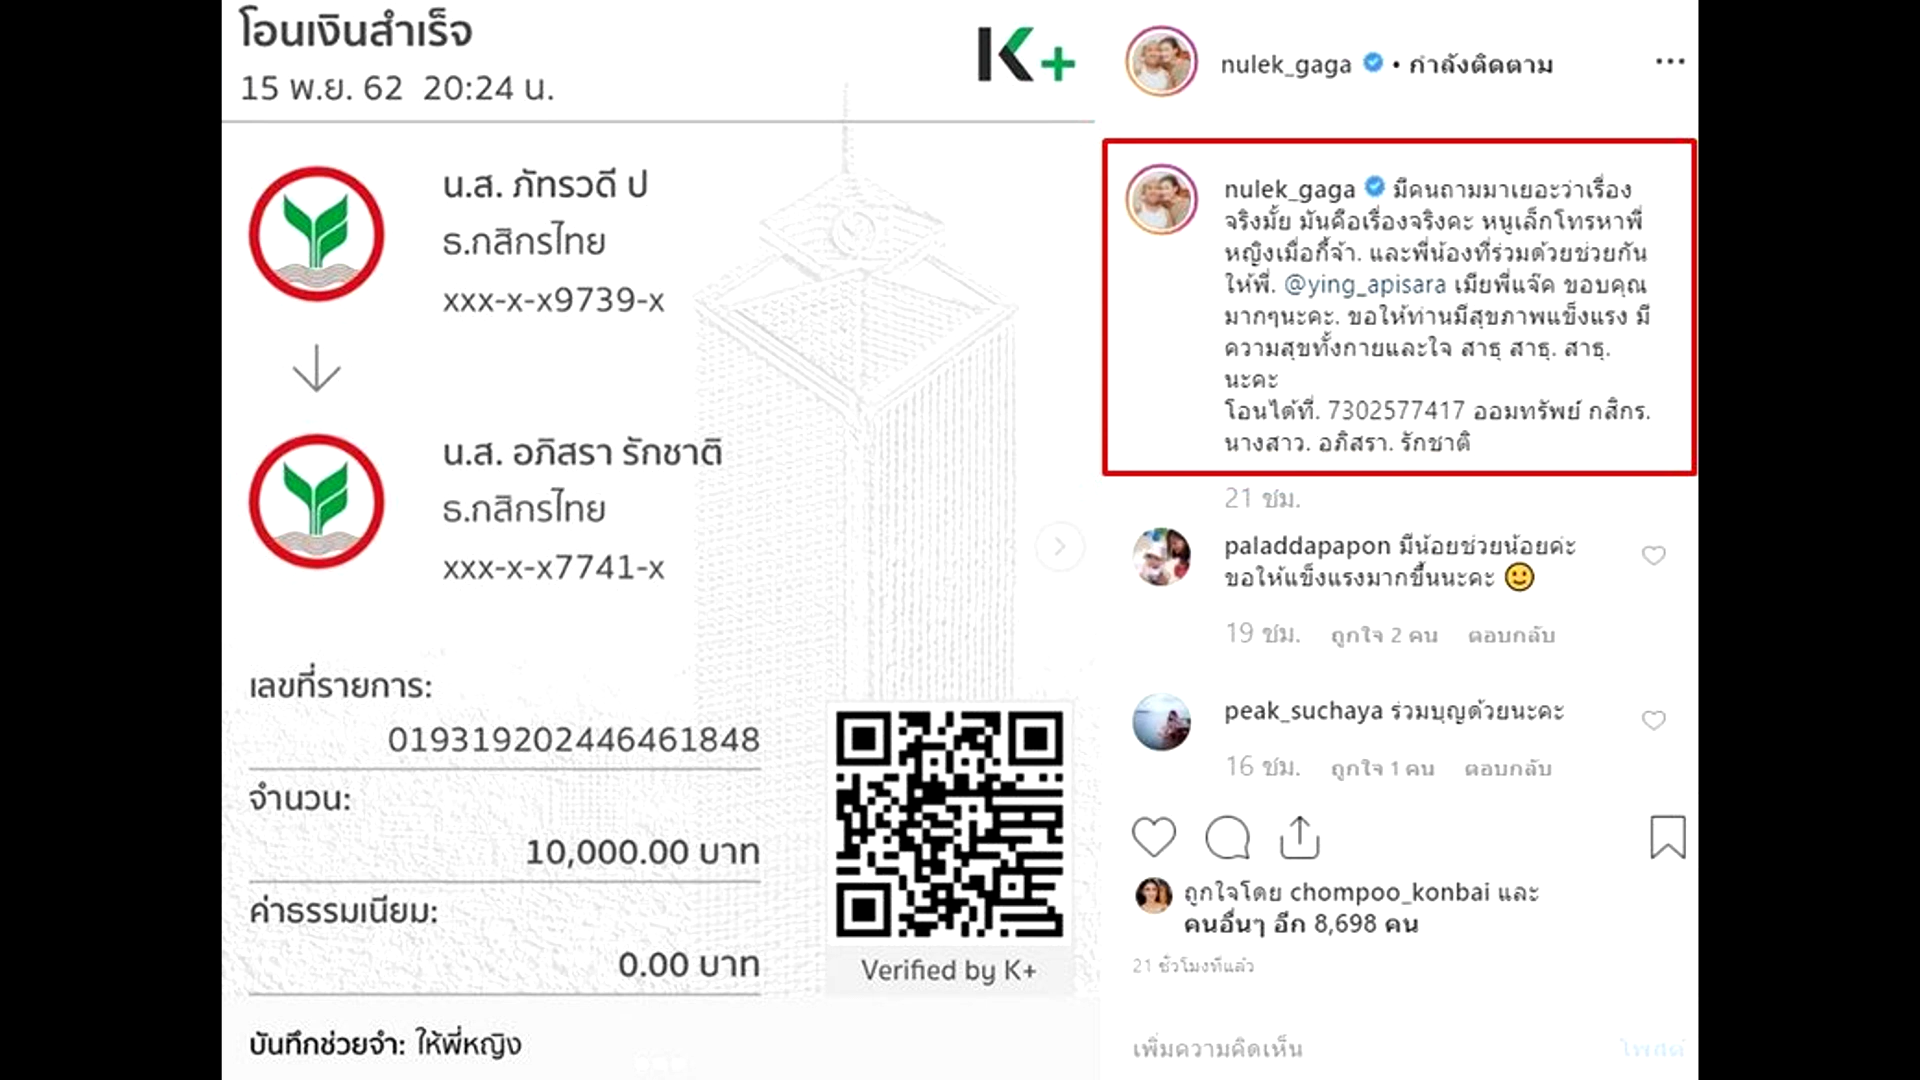 โอนเงินสำเร็จ
15 พ.ย. 62 20:24 น.
K+
น.ส. ภัทรวดี ป
ธ.กสิกรไทย
xxx-x-x9739-x
น.ส. อภิสรา รักชาติ
ธ.กสิกรไทย
xxx-x-x7741-x
เลขที่รายการ:
019319202446461848
จำนวน:
10,000.00 บาท
ค่าธรรมเนียม:
0.00 บาท
Verified by K+
บันทึกช่วยจำ: ให้พี่หญิง
nulek_gaga • กำลังติดตาม
nulek_gaga มีคนถามมาเยอะว่าเรื่อง
จริงมั้ย มันคือเรื่องจริงคะ หนูเล็กโทรหาพี่
หญิงเมื่อกี้จ้า. และพี่น้องที่ร่วมด้วยช่วยกัน
ให้พี่. @ying_apisara เมียพี่แจ๊ค ขอบคุณ
มากๆนะคะ. ขอให้ท่านมีสุขภาพแข็งแรง มี
ความสุขทั้งกายและใจ สาธุ สาธุ. สาธุ.
นะคะ
โอนได้ที่. 7302577417 ออมทรัพย์ กสิกร.
นางสาว. อภิสรา. รักชาติ
21 ชม.
paladdapapon มีน้อยช่วยน้อยค่ะ
ขอให้แข็งแรงมากขึ้นนะคะ 🙂
19 ชม. ถูกใจ 2 คน ตอบกลับ
peak_suchaya ร่วมบุญด้วยนะคะ
16 ชม. ถูกใจ 1 คน ตอบกลับ
ถูกใจโดย chompoo_konbai และ
คนอื่นๆ อีก 8,698 คน
21 ชั่วโมงที่แล้ว
เพิ่มความคิดเห็น
โพสต์